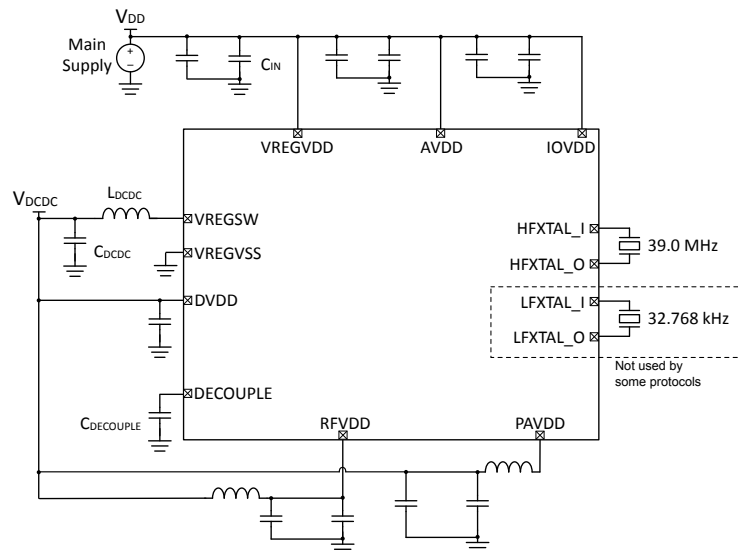 VDD
Main
Supply
+
−
CIN
VREGVDD
AVDD
IOVDD
VDCDC
LDCDC
VREGSW
CDCDC
VREGVSS
DVDD
DECOUPLE
CDECOUPLE
RFVDD
PAVDD
HFXTAL_I
HFXTAL_O
39.0 MHz
LFXTAL_I
LFXTAL_O
32.768 kHz
Not used by
some protocols